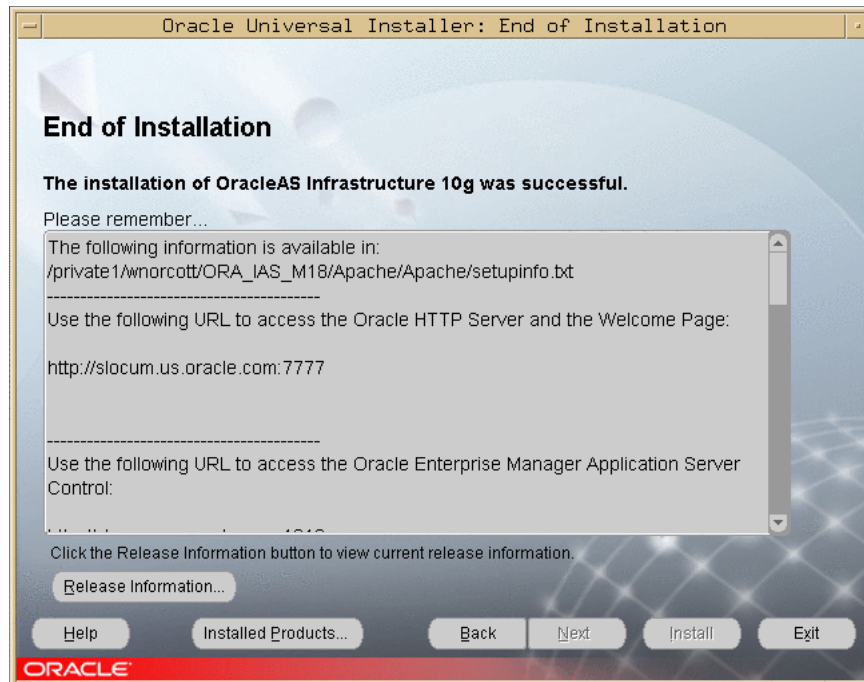 Oracle Universal Installer: End of Installation
End of Installation
The installation of OracleAS Infrastructure 10g was successful.
Please remember...
The following information is available in:
/private1/wnorcott/ORA_IAS_M18/Apache/Apache/setupinfo.txt
-----------------------------------------
Use the following URL to access the Oracle HTTP Server and the Welcome Page:
http://slocum.us.oracle.com:7777
-----------------------------------------
Use the following URL to access the Oracle Enterprise Manager Application Server
Control:
Click the Release Information button to view current release information.
Release Information...
Help
Installed Products...
Back
Next
Install
Exit
ORACLE